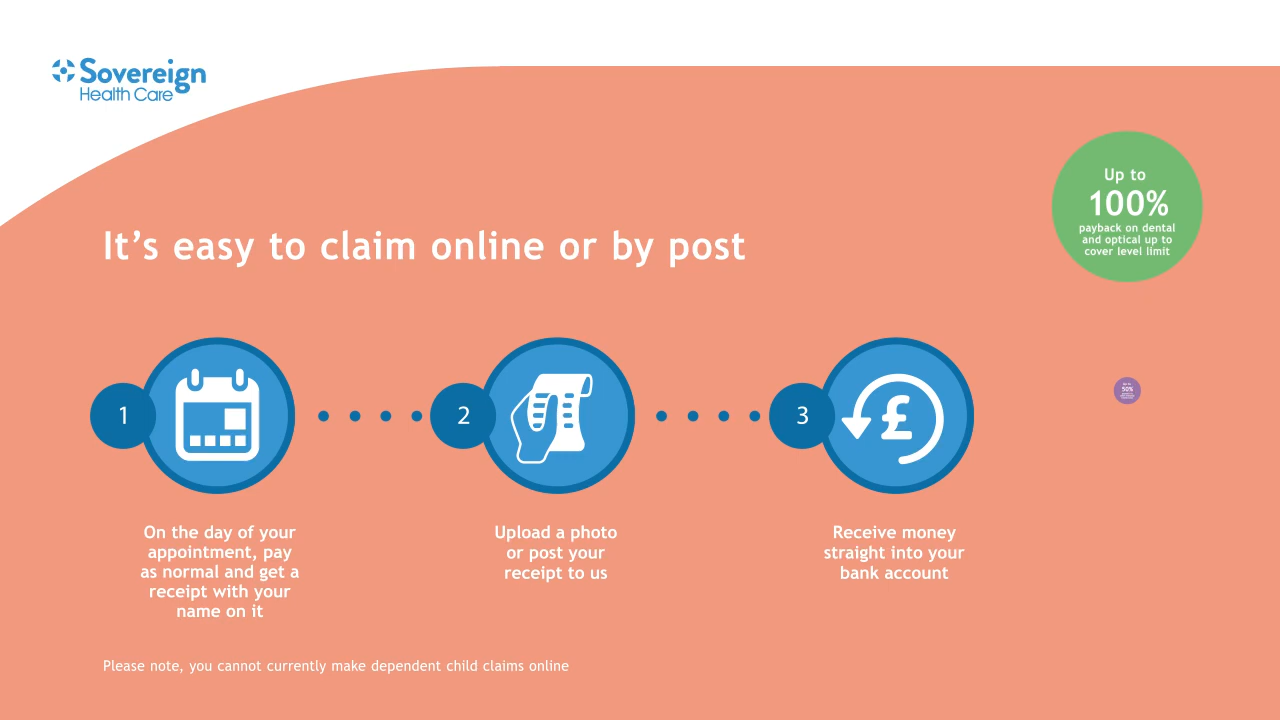 Sovereign
Health Care
Up to
100%
payback on dental
and optical up to
cover level limit
It's easy to claim online or by post
50%
1
2
3
On the day of your
appointment, pay
as normal and get a
receipt with your
name on it
Upload a photo
or post your
receipt to us
Receive money
straight into your
bank account
Please note, you cannot currently make dependent child claims online